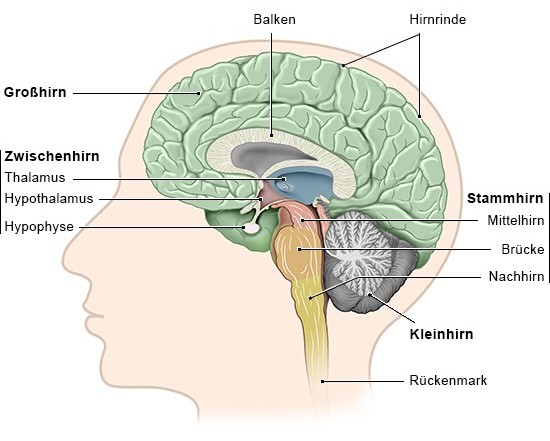 Balken
Hirnrinde
Großhirn
Zwischenhirn
Thalamus
Hypothalamus
Hypophyse
Stammhirn
Mittelhirn
Brücke
Nachhirn
Kleinhirn
Rückenmark